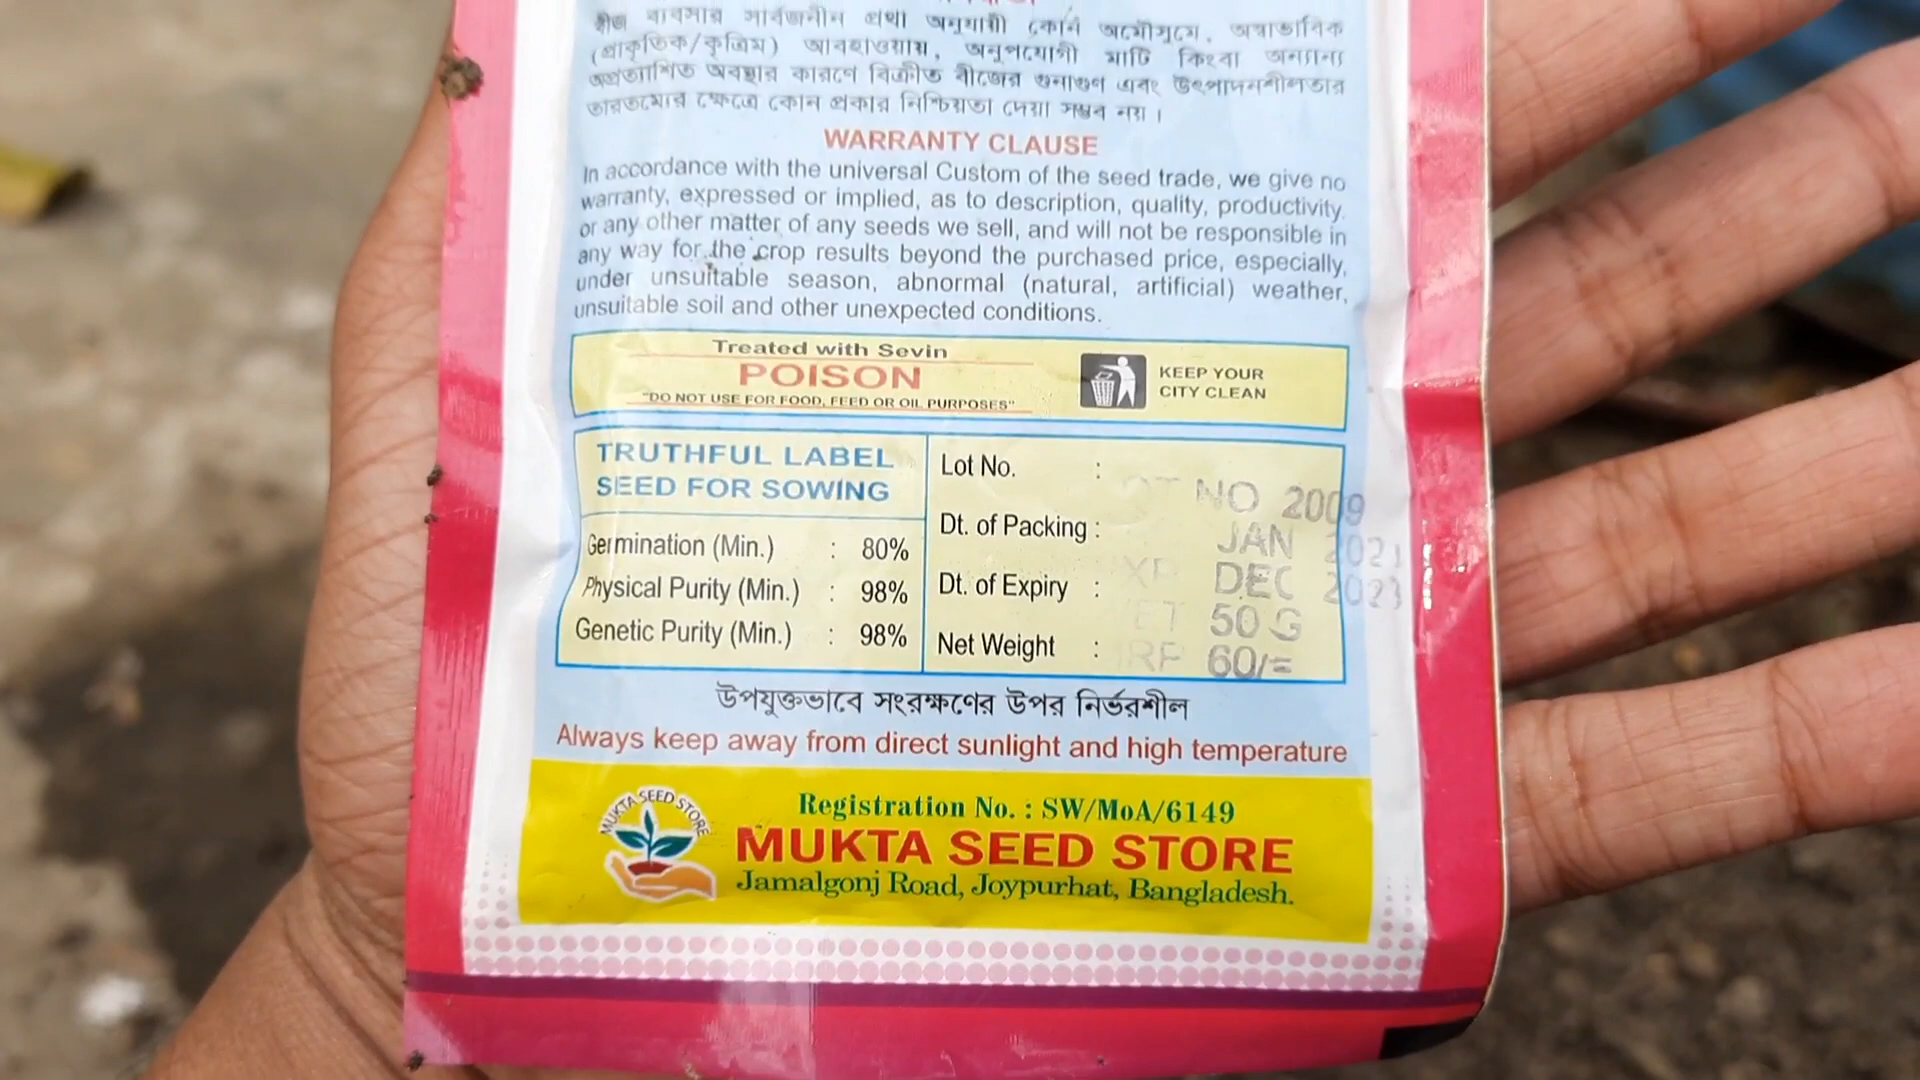 বীজ ব্যবসার সার্বজনীন প্রথা অনুযায়ী কোন অমৌসুমে, অস্বাভাবিক
(প্রাকৃতিক/কৃত্রিম) আবহাওয়ায়, অনুপযোগী মাটি কিংবা অন্যান্য
অপ্রত্যাশিত অবস্থার কারণে বিক্রীত বীজের গুনাগুণ এবং উৎপাদনশীলতার
তারতম্যের ক্ষেত্রে কোন প্রকার নিশ্চিয়তা দেয়া সম্ভব নয়।
WARRANTY CLAUSE
In accordance with the universal Custom of the seed trade, we give no
warranty, expressed or implied, as to description, quality, productivity.
or any other matter of any seeds we sell, and will not be responsible in
any way for the crop results beyond the purchased price, especially,
under unsuitable season, abnormal (natural, artificial) weather,
unsuitable soil and other unexpected conditions.
Treated with Sevin
POISON
"DO NOT USE FOR FOOD, FEED OR OIL PURPOSES"
KEEP YOUR
CITY CLEAN
TRUTHFUL LABEL
SEED FOR SOWING
Germination (Min.) : 80%
Physical Purity (Min.) : 98%
Genetic Purity (Min.) : 98%
Lot No. : NO 2009
Dt. of Packing : JAN 2021
Dt. of Expiry : DEC 2023
Net Weight : 50 G
60/=
উপযুক্তভাবে সংরক্ষণের উপর নির্ভরশীল
Always keep away from direct sunlight and high temperature
MUKTA SEED STORE
Registration No. : SW/MoA/6149
MUKTA SEED STORE
Jamalgonj Road, Joypurhat, Bangladesh.